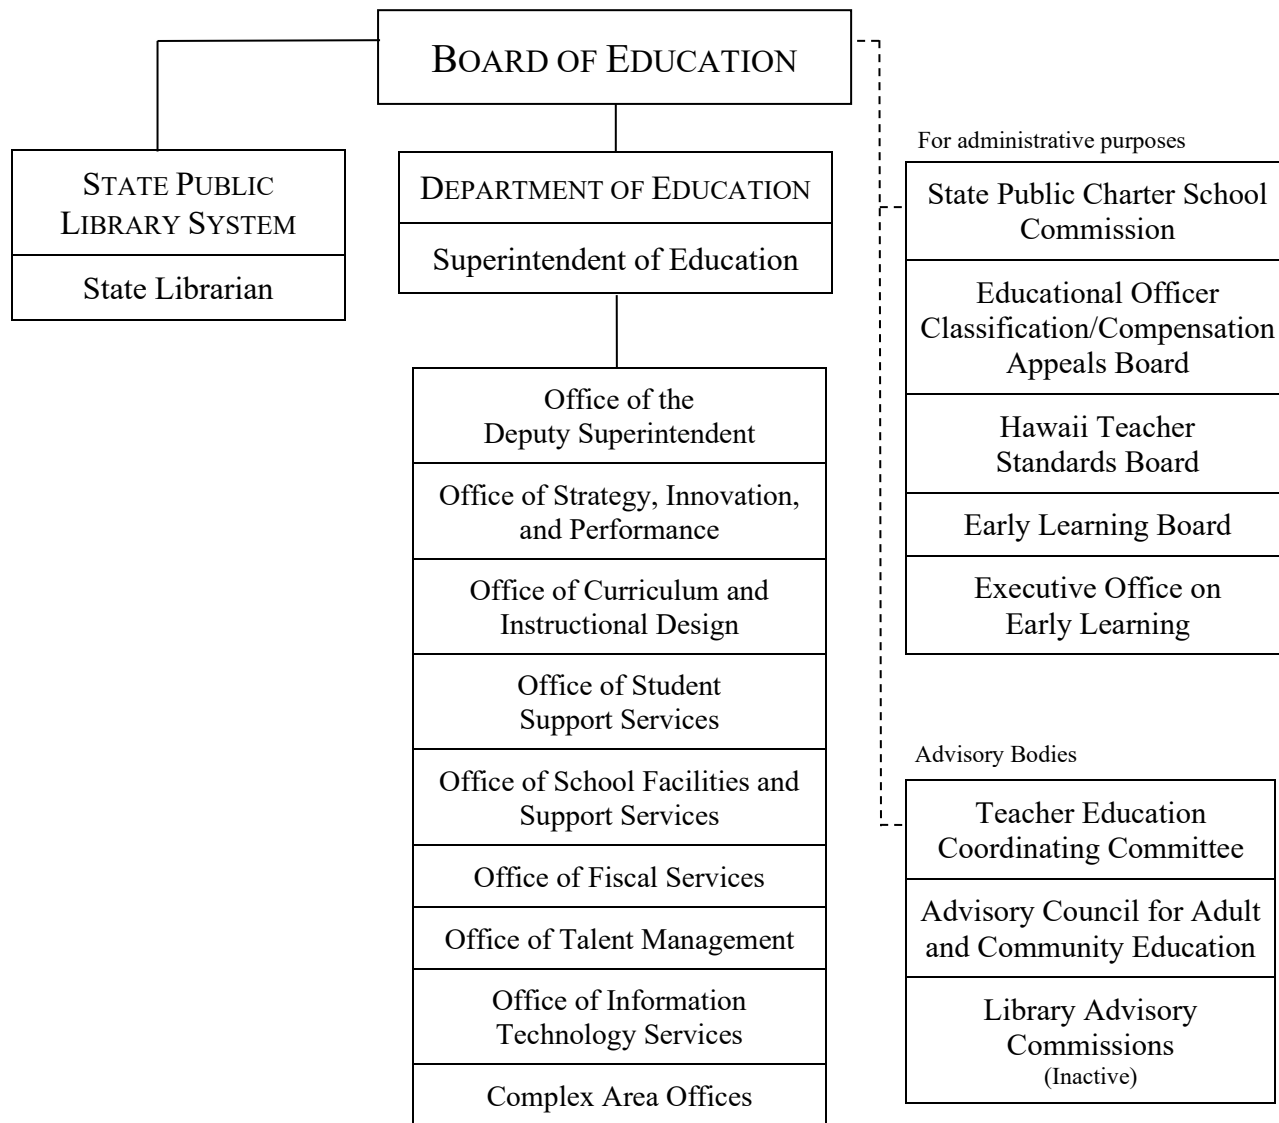 BOARD OF EDUCATION
STATE PUBLIC
LIBRARY SYSTEM
State Librarian
DEPARTMENT OF EDUCATION
Superintendent of Education
Office of the
Deputy Superintendent
Office of Strategy, Innovation,
and Performance
Office of Curriculum and
Instructional Design
Office of Student
Support Services
Office of School Facilities and
Support Services
Office of Fiscal Services
Office of Talent Management
Office of Information
Technology Services
Complex Area Offices
For administrative purposes
State Public Charter School
Commission
Educational Officer
Classification/Compensation
Appeals Board
Hawaii Teacher
Standards Board
Early Learning Board
Executive Office on
Early Learning
Advisory Bodies
Teacher Education
Coordinating Committee
Advisory Council for Adult
and Community Education
Library Advisory
Commissions
(Inactive)